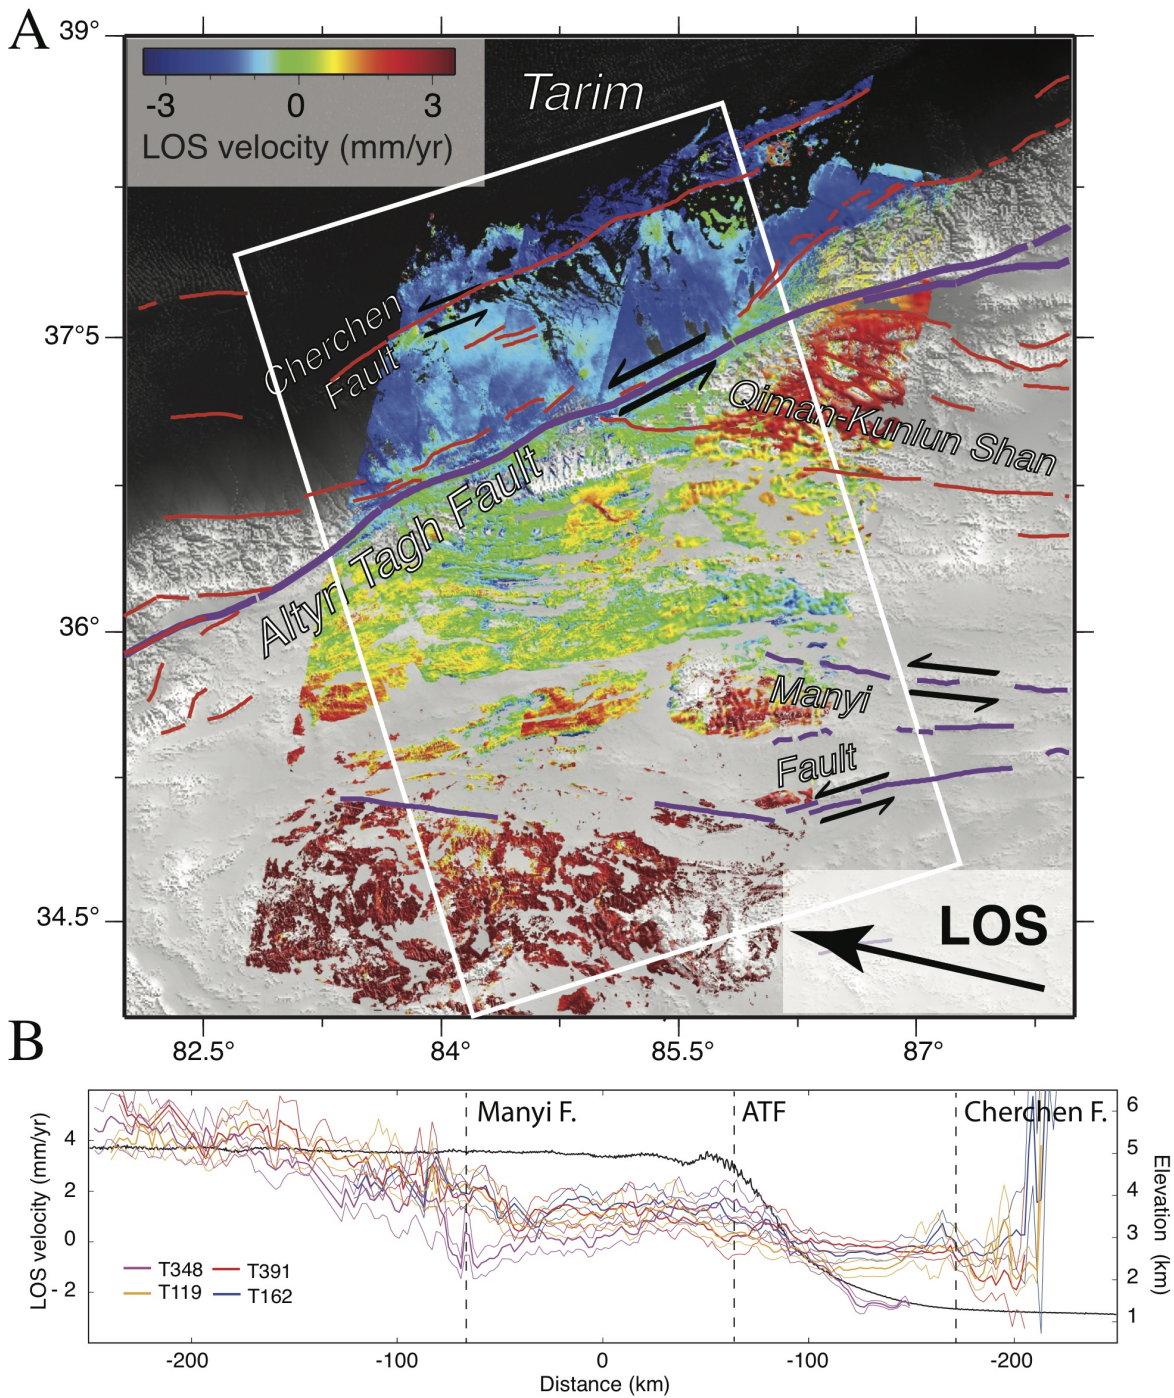 A
39°
37°5
36°
34.5°
-3 0 3
LOS velocity (mm/yr)
Tarim
Cherchen
Fault
Qiman-Kunlun Shan
Altyn Tagh Fault
Manyi
Fault
LOS
82.5° 84° 85.5° 87°
B
Manyi F. ATF Cherchen F.
LOS velocity (mm/yr)
4
2
0
- 2
6
5
4
3
2
1
Elevation (km)
T348 T391
T119 T162
-200 -100 0 -100 -200
Distance (km)